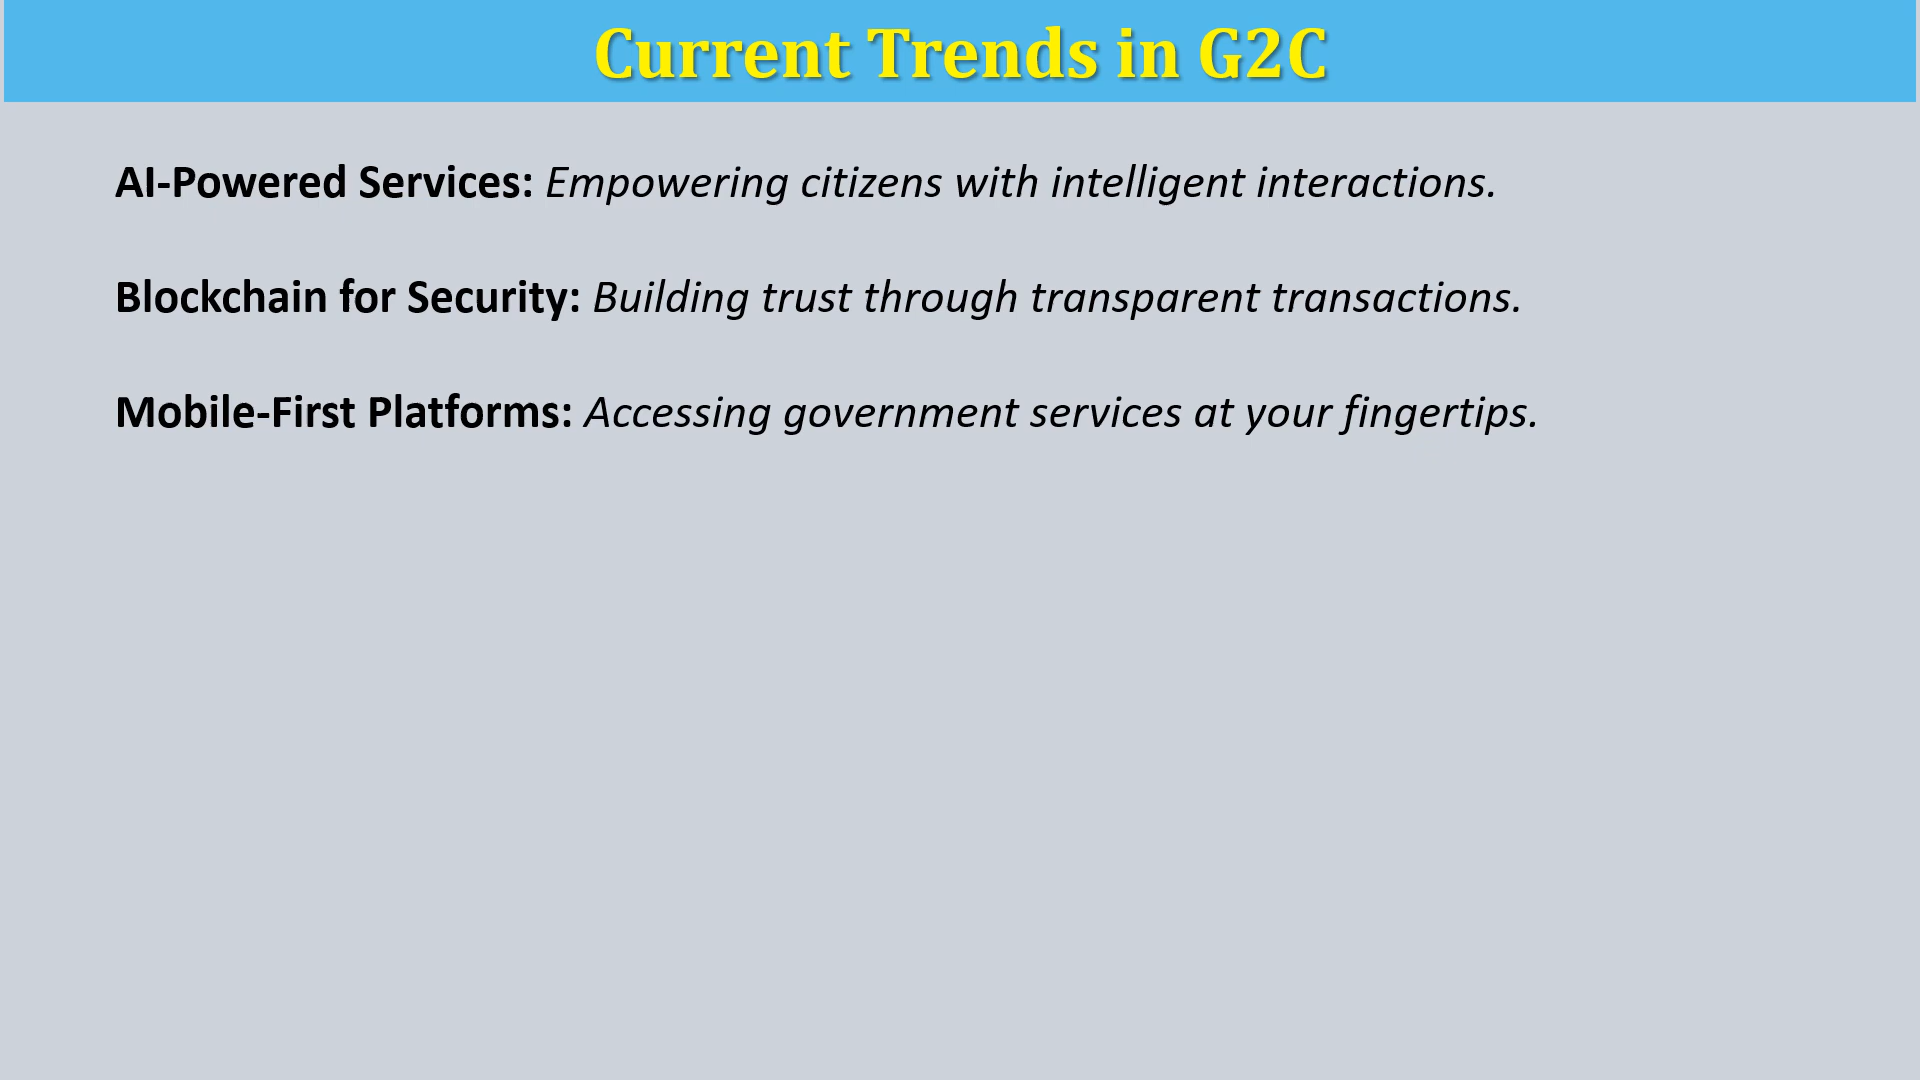 Current Trends in G2C
AI-Powered Services: Empowering citizens with intelligent interactions.
Blockchain for Security: Building trust through transparent transactions.
Mobile-First Platforms: Accessing government services at your fingertips.